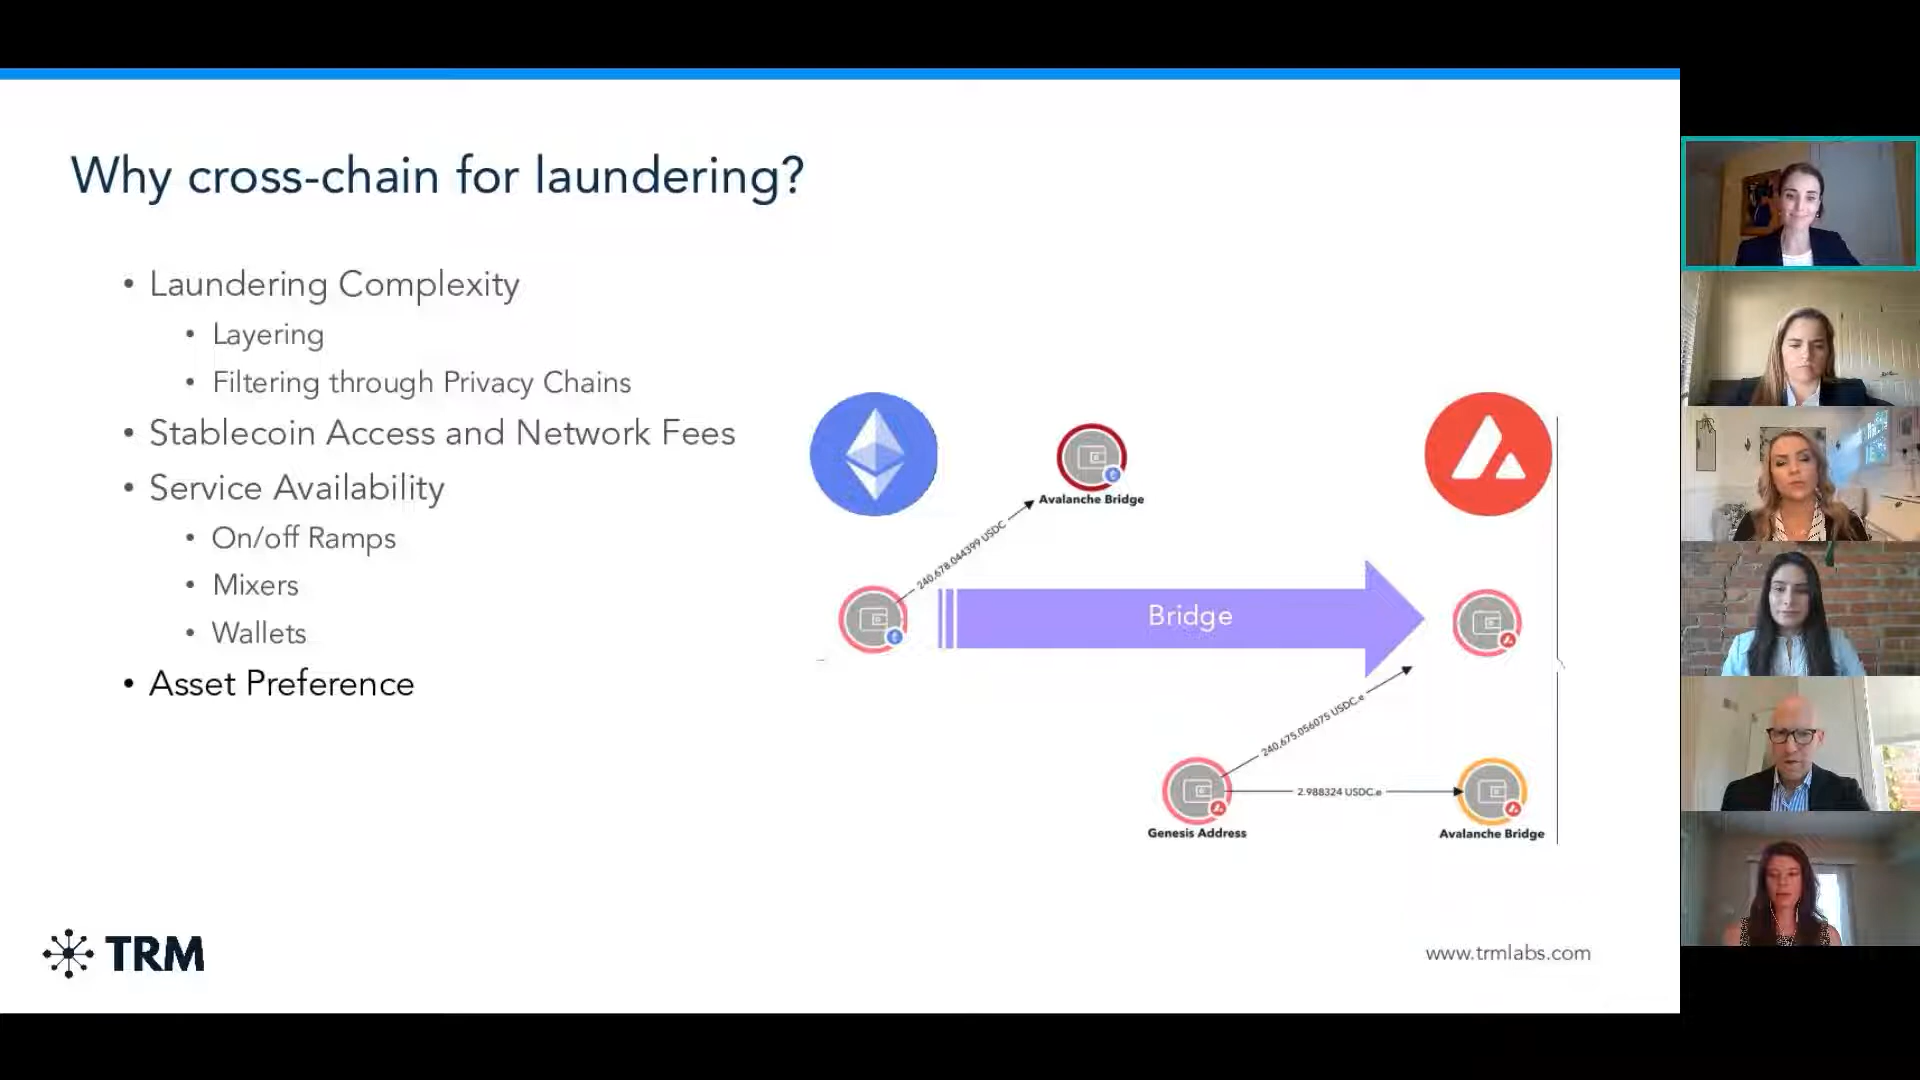 Why cross-chain for laundering?
• Laundering Complexity
• Layering
• Filtering through Privacy Chains
• Stablecoin Access and Network Fees
• Service Availability
• On/off Ramps
• Mixers
• Wallets
• Asset Preference
Avalanche Bridge
240,678.044399 USDC
Bridge
240,675.056075 USDC.e
2.988324 USDC.e
Genesis Address
Avalanche Bridge
TRM
www.trmlabs.com